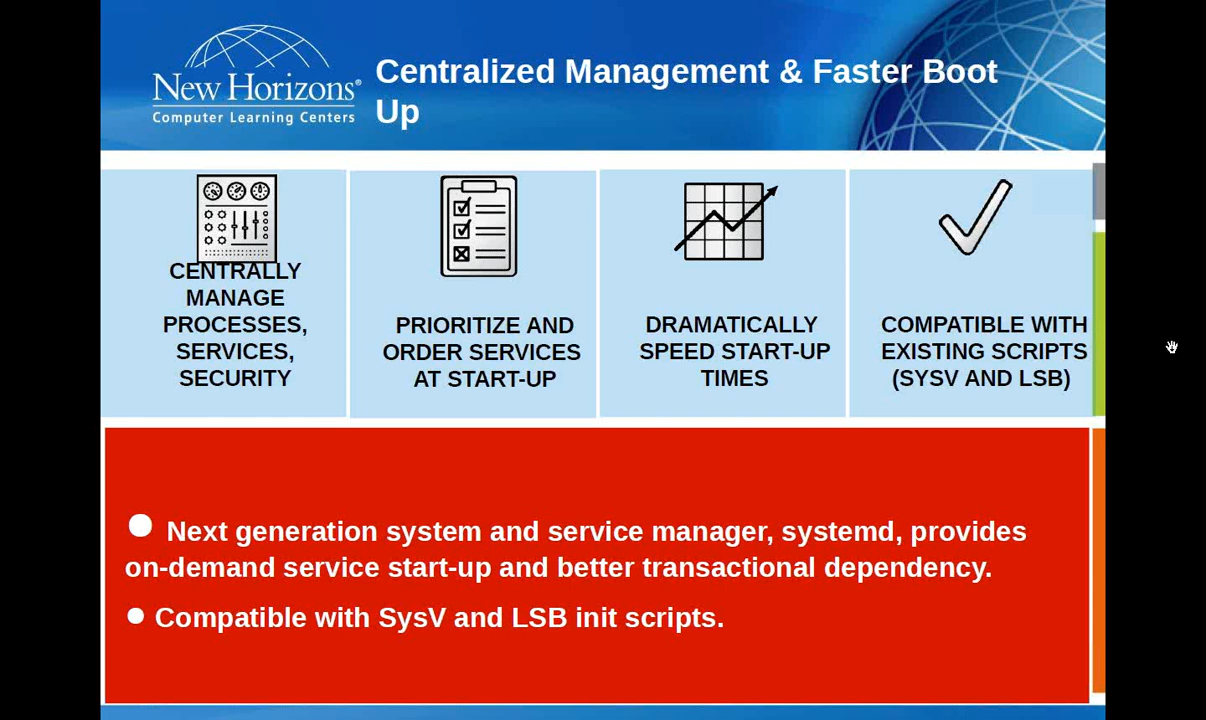 New Horizons®
Computer Learning Centers
Centralized Management & Faster Boot
Up
CENTRALLY
MANAGE
PROCESSES,
SERVICES,
SECURITY
PRIORITIZE AND
ORDER SERVICES
AT START-UP
DRAMATICALLY
SPEED START-UP
TIMES
COMPATIBLE WITH
EXISTING SCRIPTS
(SYSV AND LSB)
● Next generation system and service manager, systemd, provides
on-demand service start-up and better transactional dependency.
● Compatible with SysV and LSB init scripts.